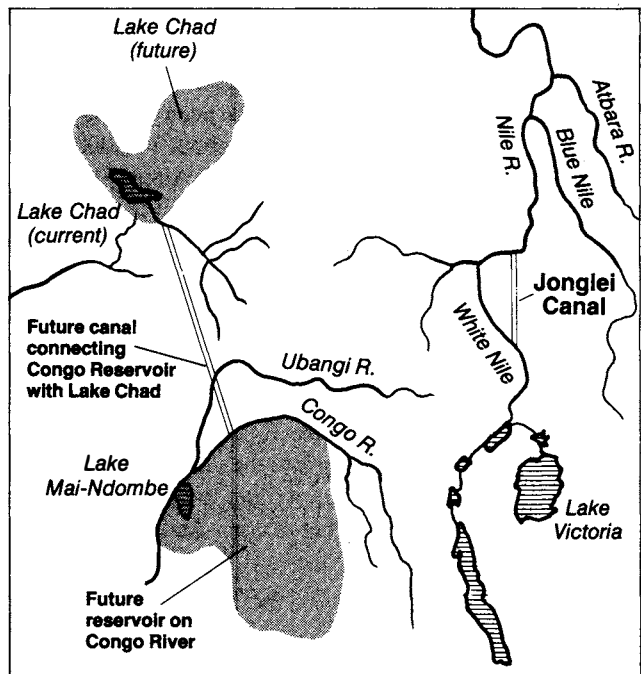 Lake Chad
(future)
Atbara R.
Nile R.
Blue Nile
Lake Chad
(current)
Jonglei
Canal
White Nile
Future canal
connecting
Congo Reservoir
with Lake Chad
Ubangi R.
Congo R.
Lake
Mai-Ndombe
Lake
Victoria
Future
reservoir on
Congo River